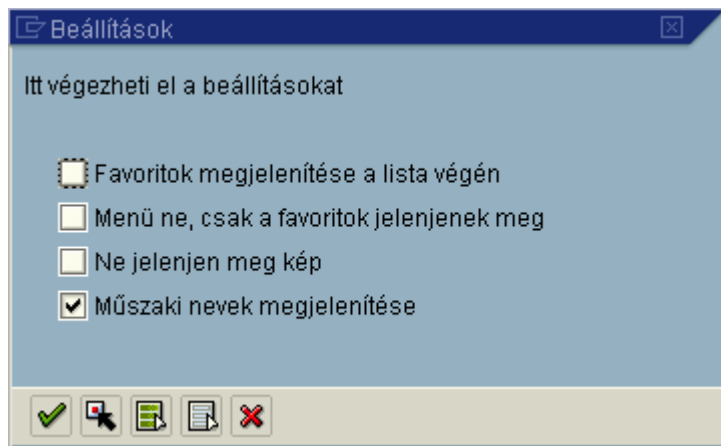 Beállítások
Itt végezheti el a beállításokat
Favoritok megjelenítése a lista végén
Menü ne, csak a favoritok jelenjenek meg
Ne jelenjen meg kép
Műszaki nevek megjelenítése